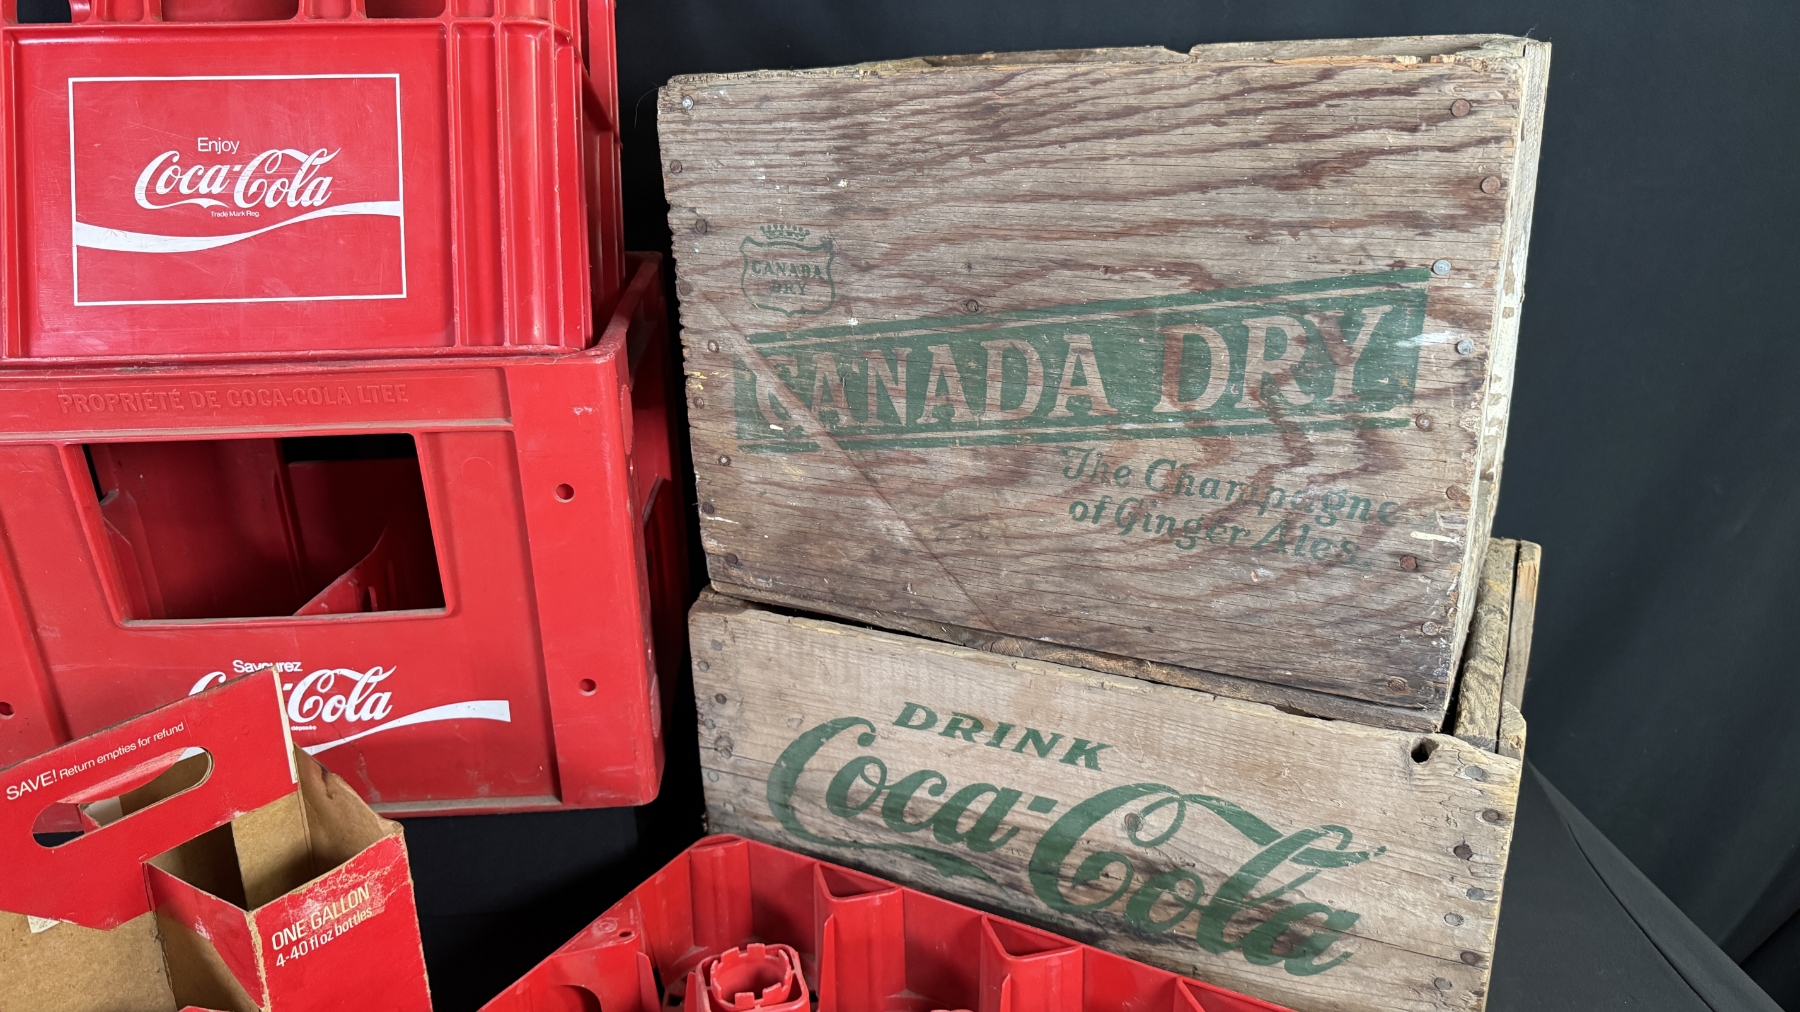 Enjoy
Coca-Cola
Trade Mark Reg.
PROPRIÉTÉ DE COCA-COLA LTEE
Savourez
Coca-Cola
SAVE! Return empties for refund
ONE GALLON
4-40 fl oz bottles
CANADA
DRY
CANADA DRY
The Champagne
of Ginger Ales
DRINK
Coca-Cola